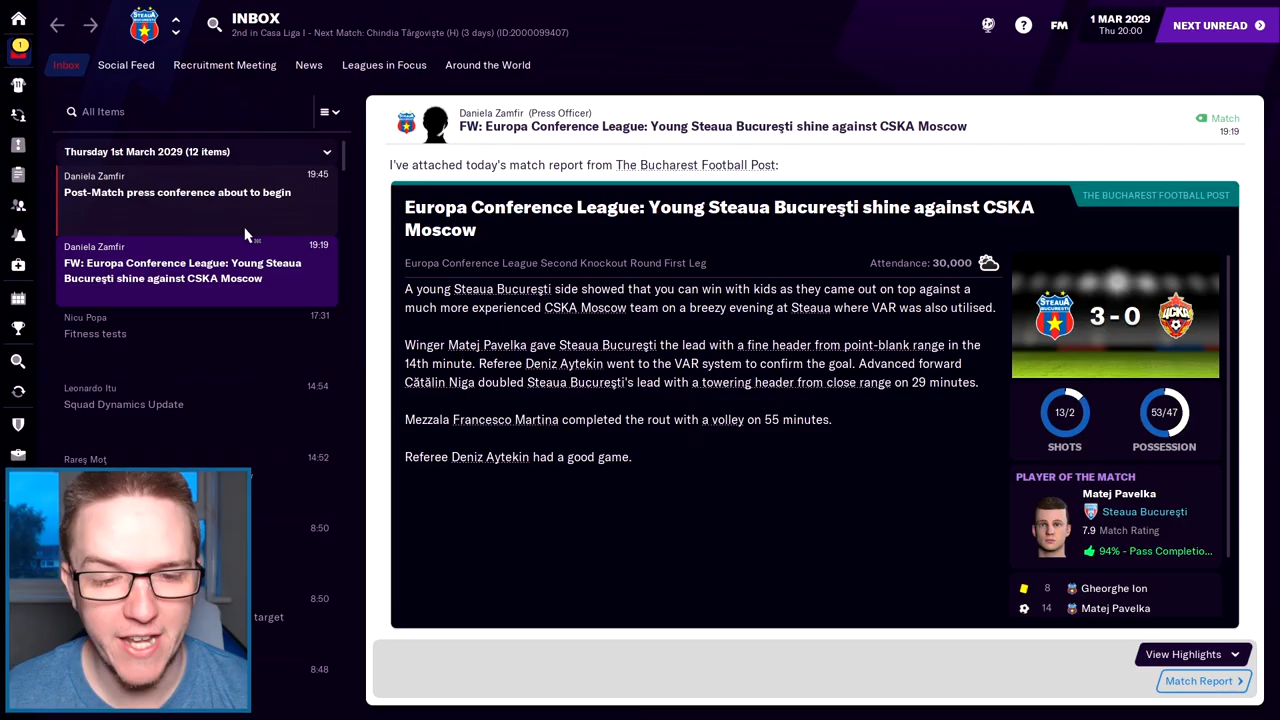 INBOX
2nd in Casa Liga I - Next Match: Chindia Târgovişte (H) (3 days) (ID:2000099407)
FM
1 MAR 2029
Thu 20:00
NEXT UNREAD
1
Inbox
Social Feed
Recruitment Meeting
News
Leagues in Focus
Around the World
All Items
Thursday 1st March 2029 (12 items)
Daniela Zamfir
19:45
Post-Match press conference about to begin
Daniela Zamfir
19:19
FW: Europa Conference League: Young Steaua
Bucureşti shine against CSKA Moscow
Nicu Popa
17:31
Fitness tests
Leonardo Itu
14:54
Squad Dynamics Update
Rareş Moţ
14:52
8:50
8:50
target
8:48
Daniela Zamfir (Press Officer)
FW: Europa Conference League: Young Steaua Bucureşti shine against CSKA Moscow
Match
19:19
I've attached today's match report from The Bucharest Football Post:
THE BUCHAREST FOOTBALL POST
Europa Conference League: Young Steaua Bucureşti shine against CSKA
Moscow
Europa Conference League Second Knockout Round First Leg
Attendance: 30,000
A young Steaua Bucureşti side showed that you can win with kids as they came out on top against a
much more experienced CSKA Moscow team on a breezy evening at Steaua where VAR was also utilised.
Winger Matej Pavelka gave Steaua Bucureşti the lead with a fine header from point-blank range in the
14th minute. Referee Deniz Aytekin went to the VAR system to confirm the goal. Advanced forward
Cătălin Niga doubled Steaua Bucureşti's lead with a towering header from close range on 29 minutes.
Mezzala Francesco Martina completed the rout with a volley on 55 minutes.
Referee Deniz Aytekin had a good game.
STEAUA
3 - 0
ЦСКА
13/2
SHOTS
53/47
POSSESSION
PLAYER OF THE MATCH
Matej Pavelka
Steaua Bucureşti
7.9 Match Rating
94% - Pass Completio...
8 Gheorghe Ion
14 Matej Pavelka
View Highlights
Match Report